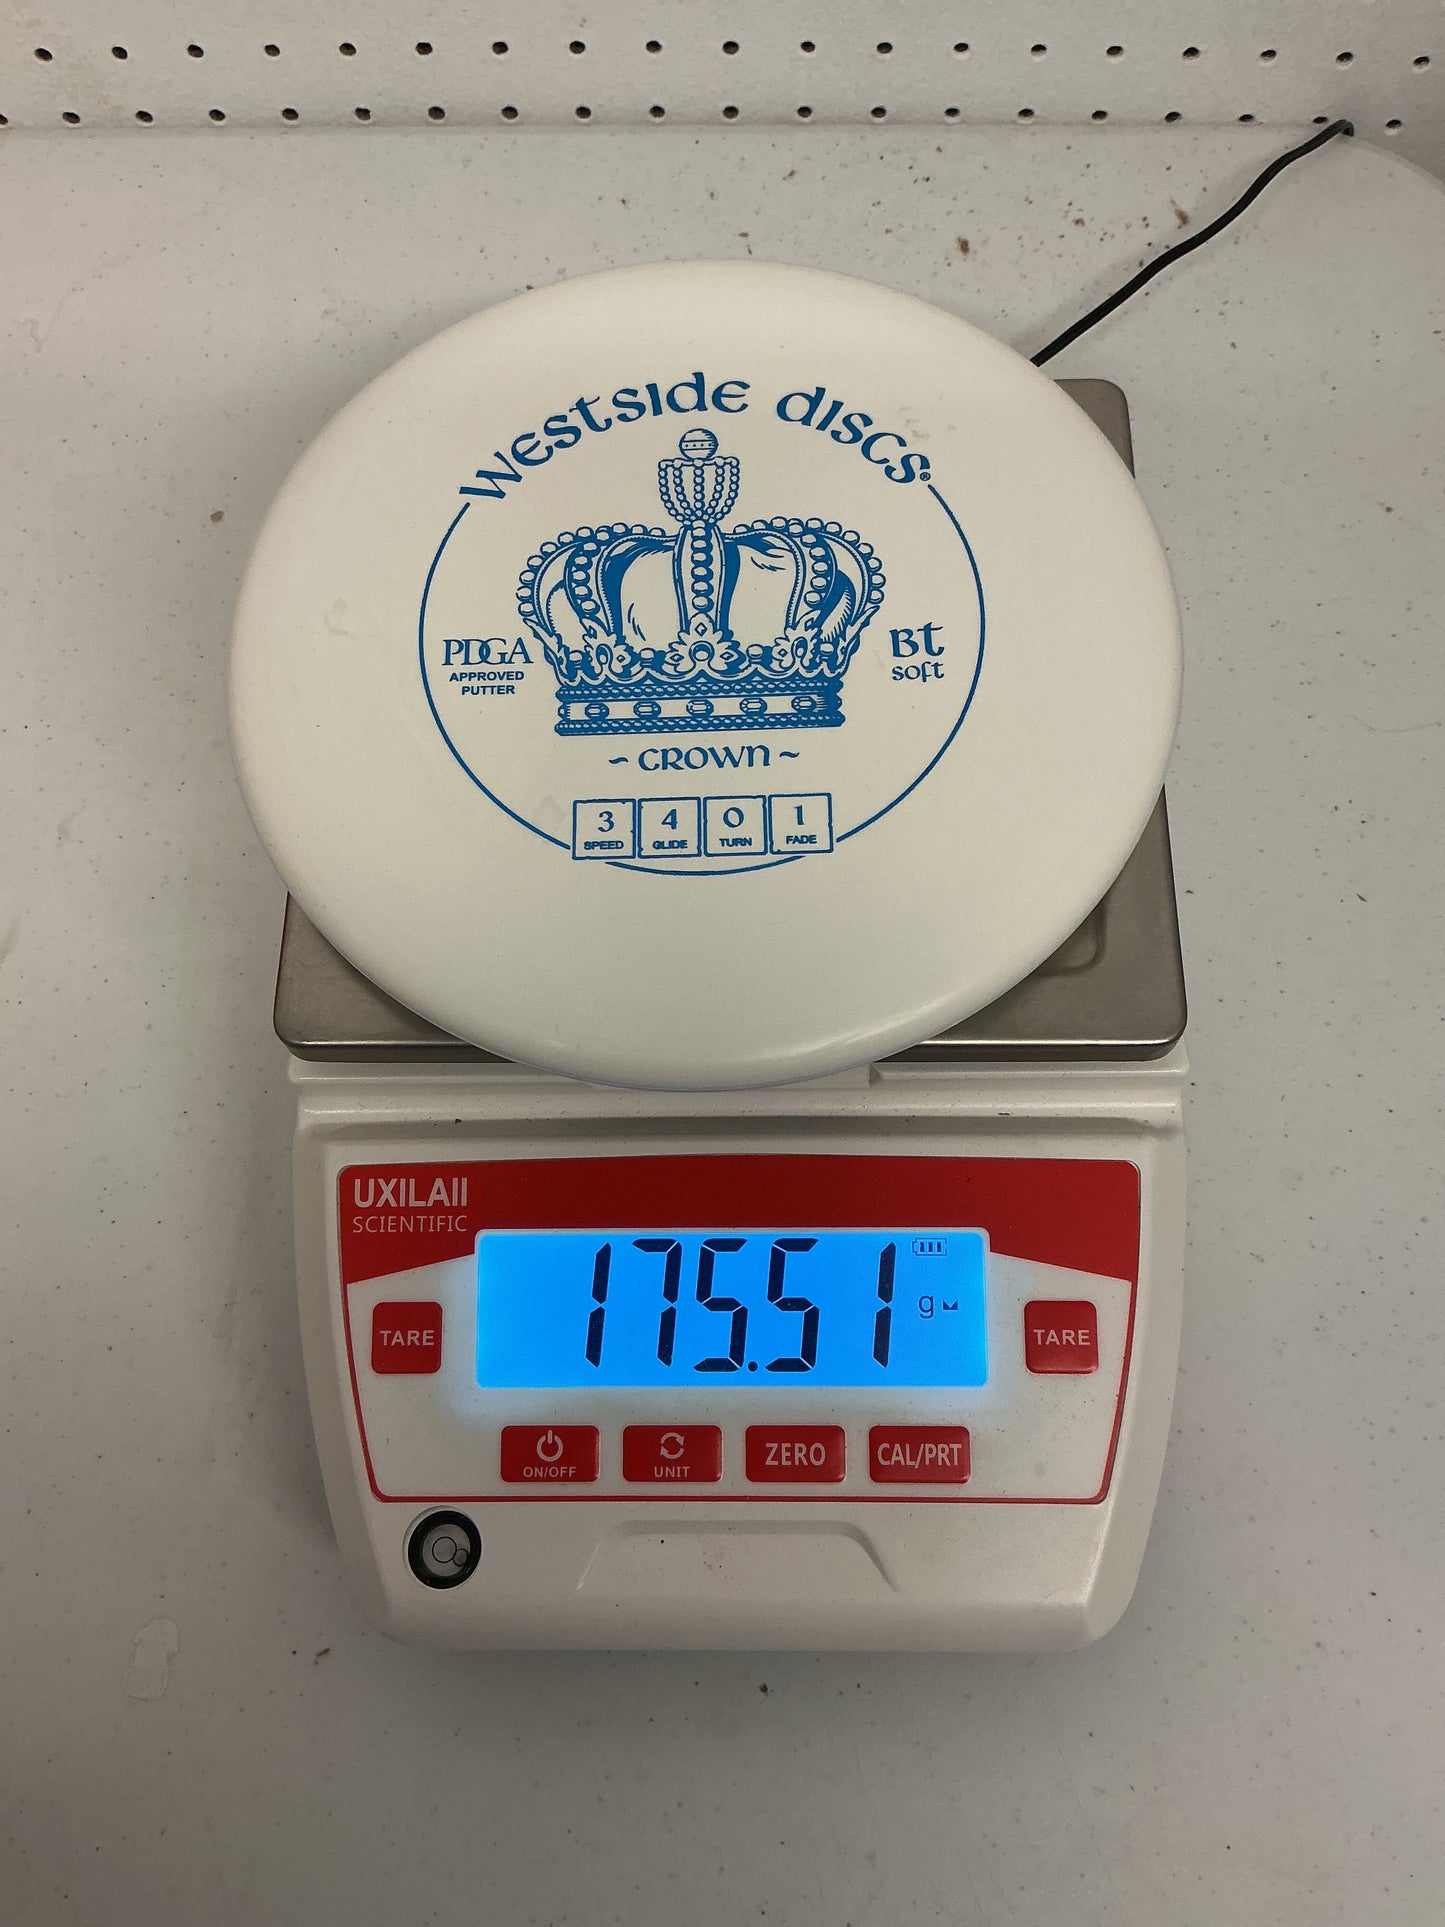 Westside discs®
PDGA
APPROVED
PUTTER
Bt
soft
~ CROWN ~
3 4 0 1
SPEED GLIDE TURN FADE
UXILAII
SCIENTIFIC
175.51
g
TARE TARE
ON/OFF UNIT ZERO CAL/PRT